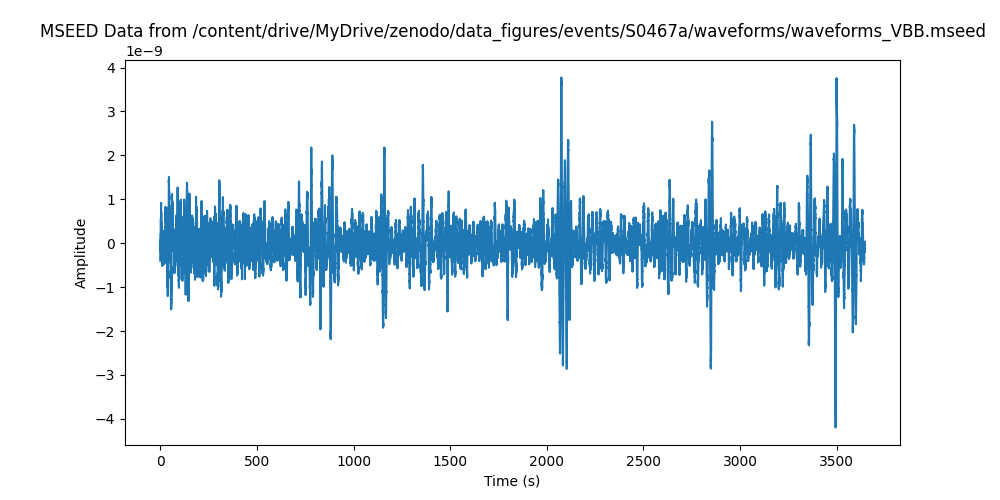 MSEED Data from /content/drive/MyDrive/zenodo/data_figures/events/S0467a/waveforms/waveforms_VBB.mseed
1e−9
4
3
2
1
0
−1
−2
−3
−4
Amplitude
0 500 1000 1500 2000 2500 3000 3500
Time (s)